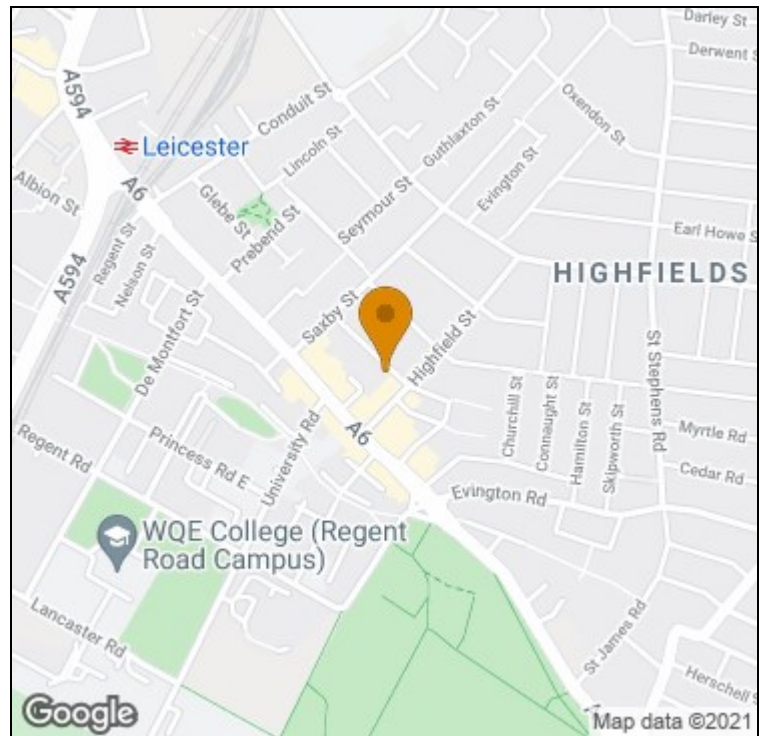 Darley St
Derwent S
A594
Conduit St
Oxendon St
Guthlaxton St
Lincoln St
Leicester
Evington St
A6
Albion St
Glebe St
Seymour St
Prebend St
Earl Howe S
Regent St
Nelson St
HIGHFIELDS
A594
De Montfort St
Saxby St
Highfield St
St Stephens Rd
Churchill St
Connaught St
Hamilton St
Skipworth St
Myrtle Rd
A6
University Rd
Princess Rd E
Regent Rd
Cedar Rd
Evington Rd
WQE College (Regent
Road Campus)
Lancaster Rd
St James Rd
Herschell S
Google
Map data ©2021